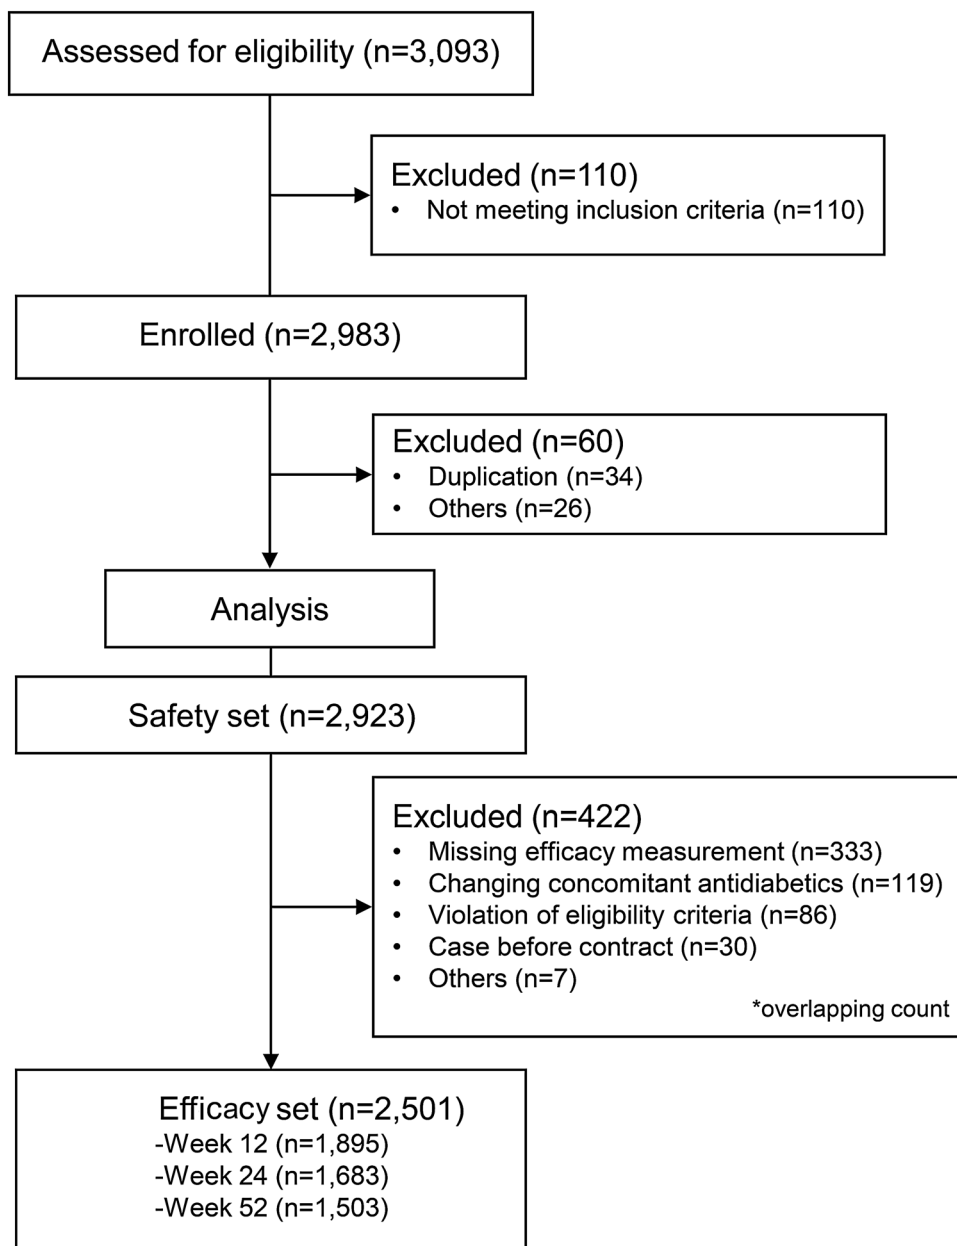 Assessed for eligibility (n=3,093)
Excluded (n=110)
• Not meeting inclusion criteria (n=110)
Enrolled (n=2,983)
Excluded (n=60)
• Duplication (n=34)
• Others (n=26)
Analysis
Safety set (n=2,923)
Excluded (n=422)
• Missing efficacy measurement (n=333)
• Changing concomitant antidiabetics (n=119)
• Violation of eligibility criteria (n=86)
• Case before contract (n=30)
• Others (n=7)
*overlapping count
Efficacy set (n=2,501)
-Week 12 (n=1,895)
-Week 24 (n=1,683)
-Week 52 (n=1,503)